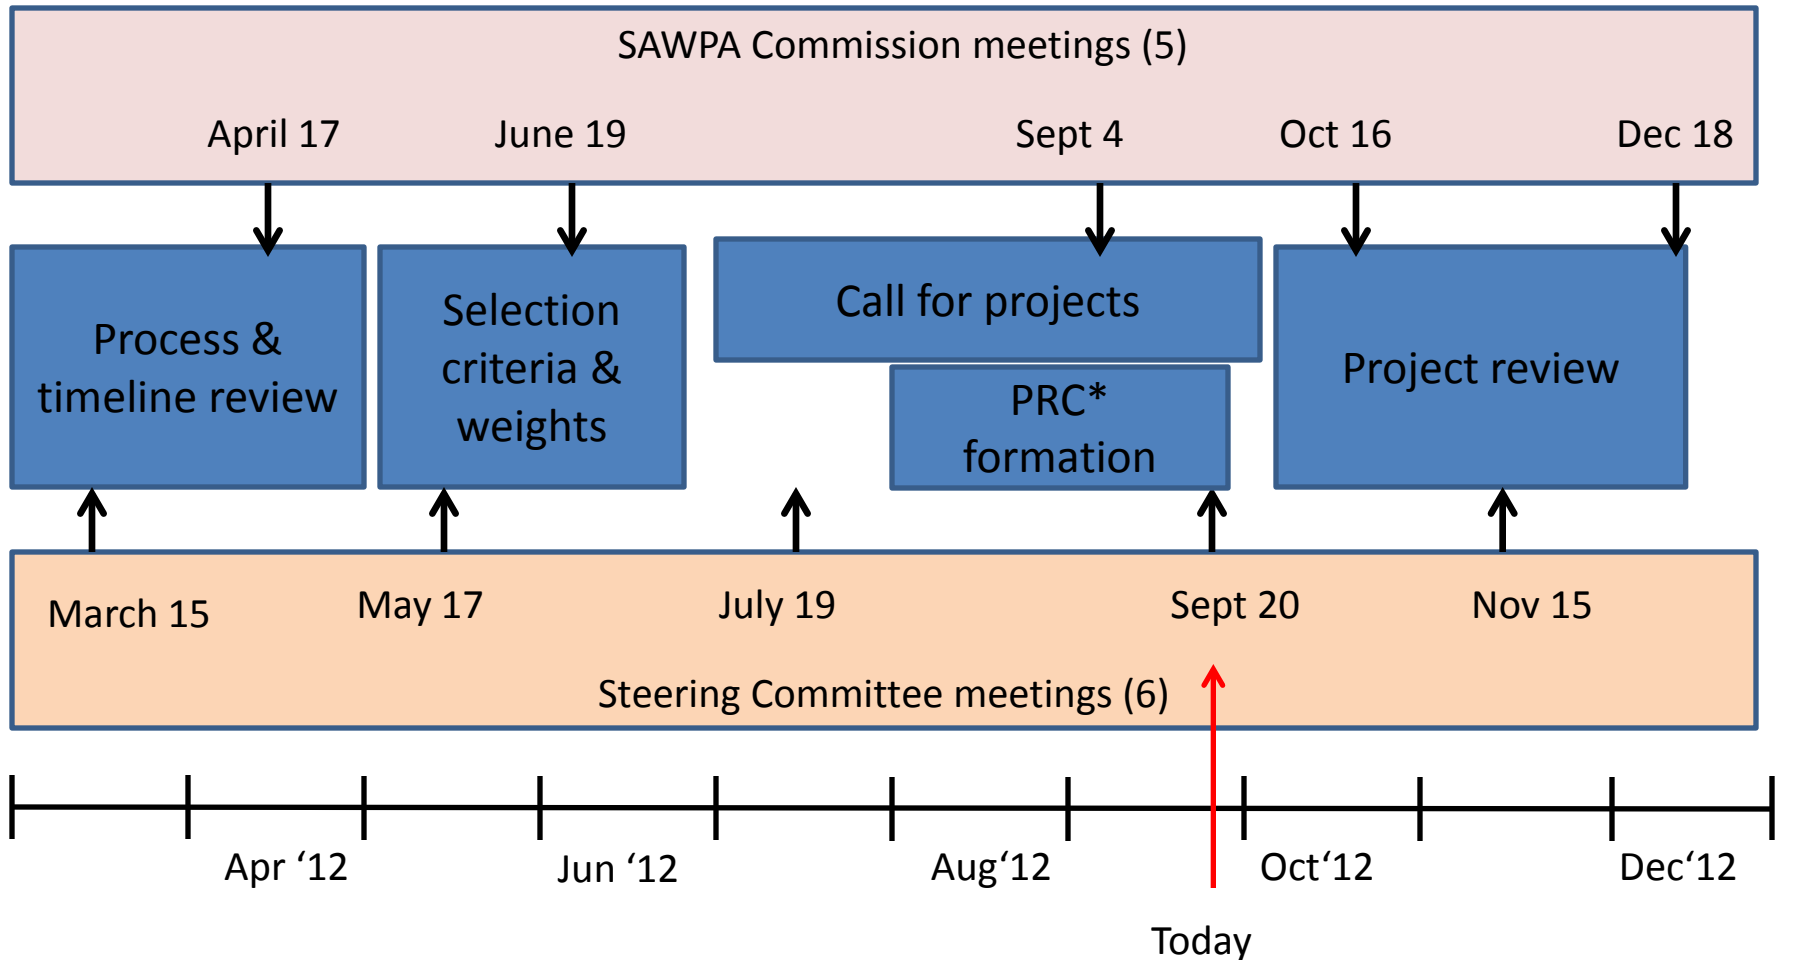 SAWPA Commission meetings (5)
April 17
June 19
Sept 4
Oct 16
Dec 18
Process &
timeline review
Selection
criteria &
weights
Call for projects
PRC*
formation
Project review
March 15
May 17
July 19
Sept 20
Nov 15
Steering Committee meetings (6)
Apr ‘12
Jun ‘12
Aug‘12
Oct‘12
Dec‘12
Today